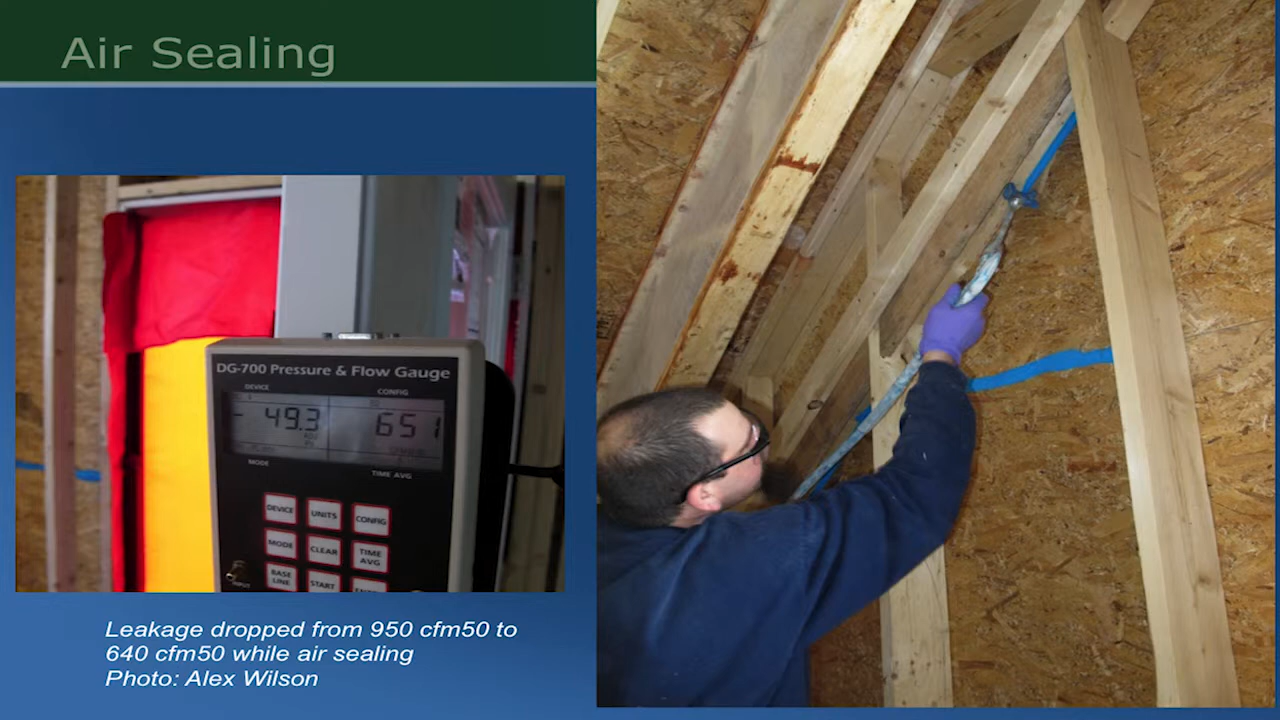 Air Sealing
DG-700 Pressure & Flow Gauge
DEVICE
CONFIG
- 49.3
651
MODE
TIME AVG
DEVICE
UNITS
CONFIG
MODE
CLEAR
TIME
AVG
BASE
LINE
START
INPUT
Leakage dropped from 950 cfm50 to
640 cfm50 while air sealing
Photo: Alex Wilson